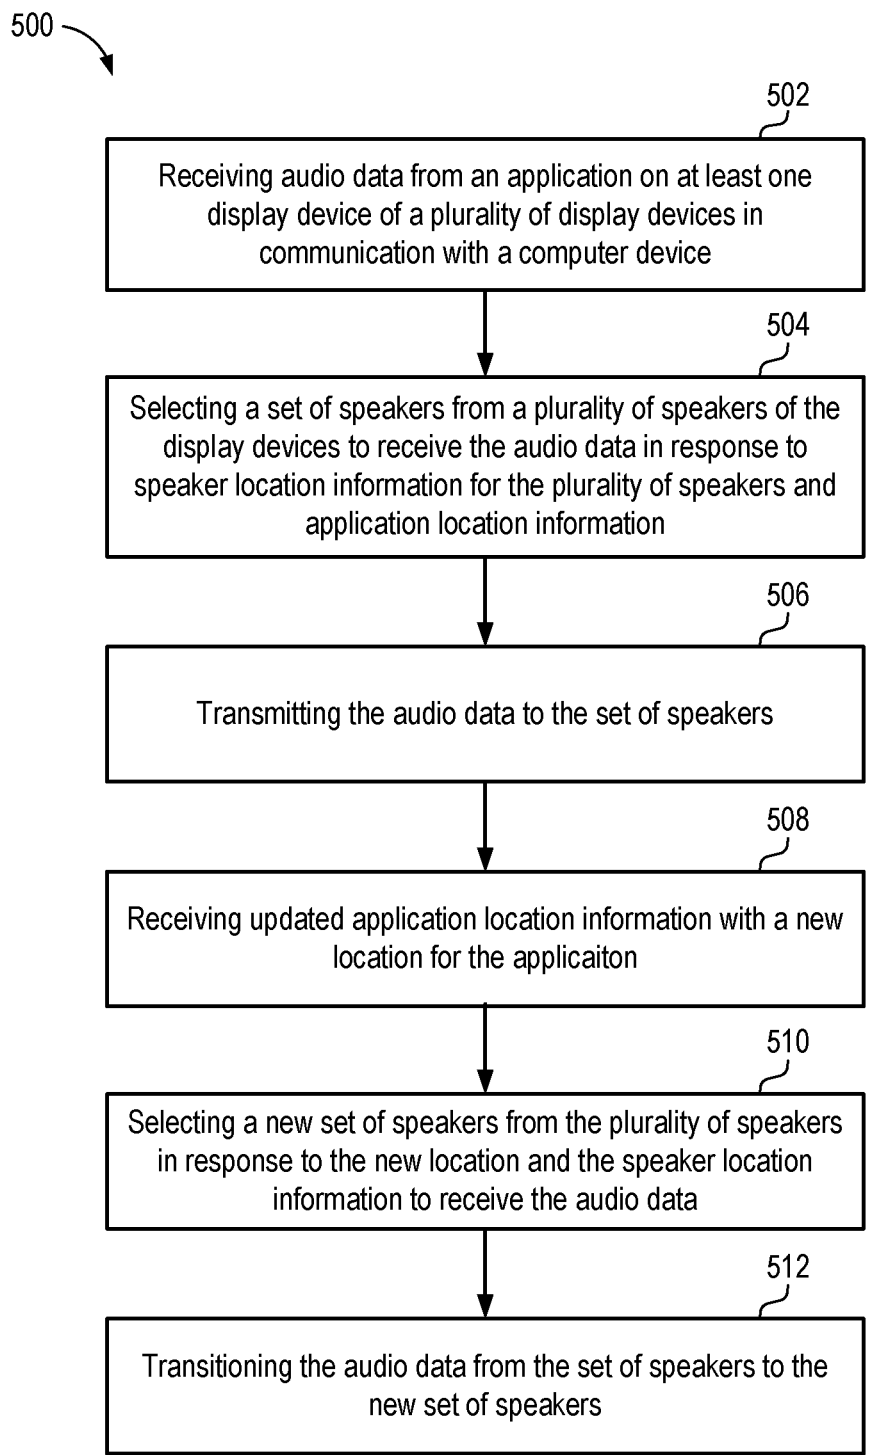 500
502
Receiving audio data from an application on at least one
display device of a plurality of display devices in
communication with a computer device
504
Selecting a set of speakers from a plurality of speakers of the
display devices to receive the audio data in response to
speaker location information for the plurality of speakers and
application location information
506
Transmitting the audio data to the set of speakers
508
Receiving updated application location information with a new
location for the applicaiton
510
Selecting a new set of speakers from the plurality of speakers
in response to the new location and the speaker location
information to receive the audio data
512
Transitioning the audio data from the set of speakers to the
new set of speakers